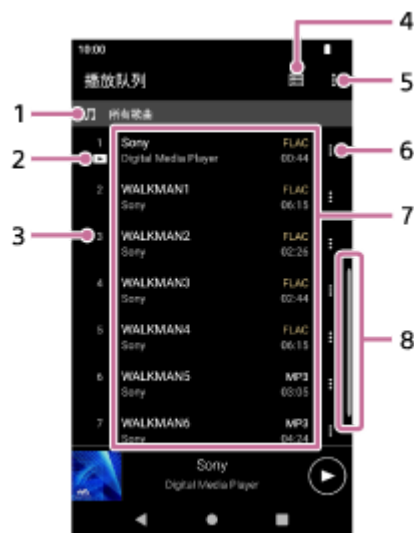 4
10:00
播放队列
5
1
所有歌曲
1 Sony FLAC
6
2
Digital Media Player 00:44
7
2 WALKMAN1 FLAC
Sony 06:15
3
3 WALKMAN2 FLAC
Sony 02:26
4 WALKMAN3 FLAC
Sony 02:44
8
5 WALKMAN4 FLAC
Sony 06:15
6 WALKMAN5 MP3
Sony 03:05
7 WALKMAN6 MP3
Sony 04:24
Sony
Digital Media Player